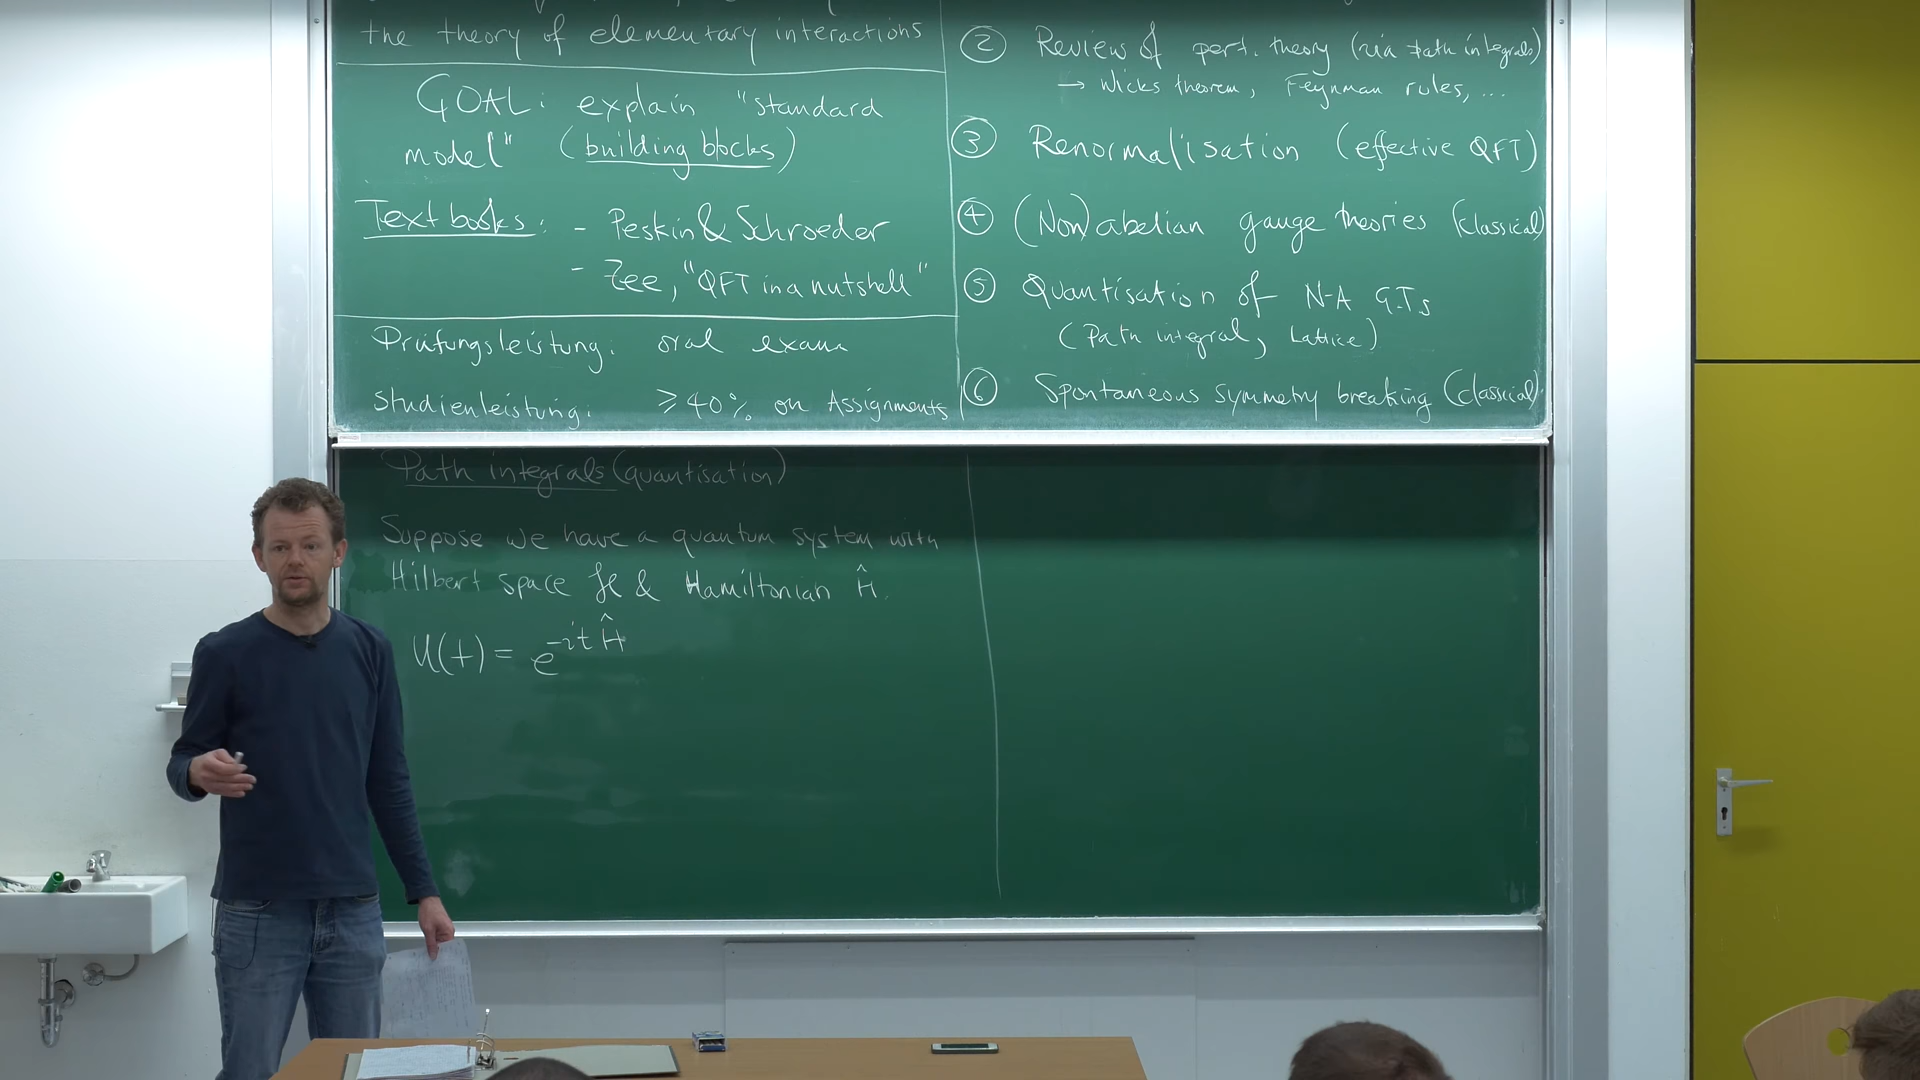 the theory of elementary interactions
GOAL: explain "standard
model" (building blocks)
Textbooks: - Peskin & Schroeder
- Zee, "QFT in a nutshell"
Prüfungsleistung: oral exam
Studienleistung: ≥40% on Assignments
② Review of pert. theory (via path integrals)
→ Wicks theorem, Feynman rules, ...
③ Renormalisation (effective QFT)
④ (Non) abelian gauge theories (classical)
⑤ Quantisation of N-A G.T.s
(Path integral, Lattice)
⑥ Spontaneous symmetry breaking (classical)
Path integrals (quantisation)
Suppose we have a quantum system with
Hilbert space ℋ & Hamiltonian Ĥ.
U(t) = e^{-itĤ}